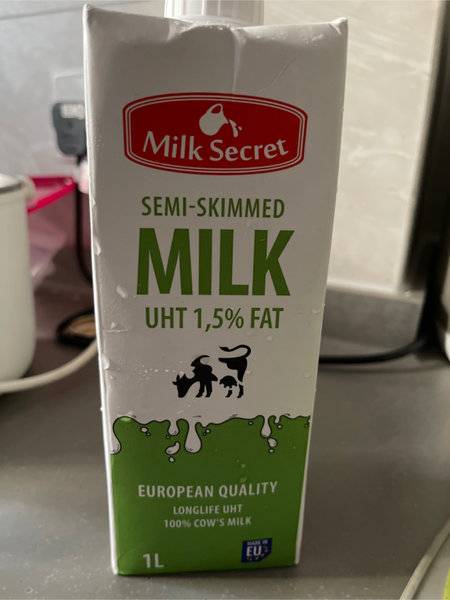 Milk Secret
SEMI-SKIMMED
MILK
UHT 1,5% FAT
EUROPEAN QUALITY
LONGLIFE UHT
100% COW'S MILK
1L
MADE IN
EU